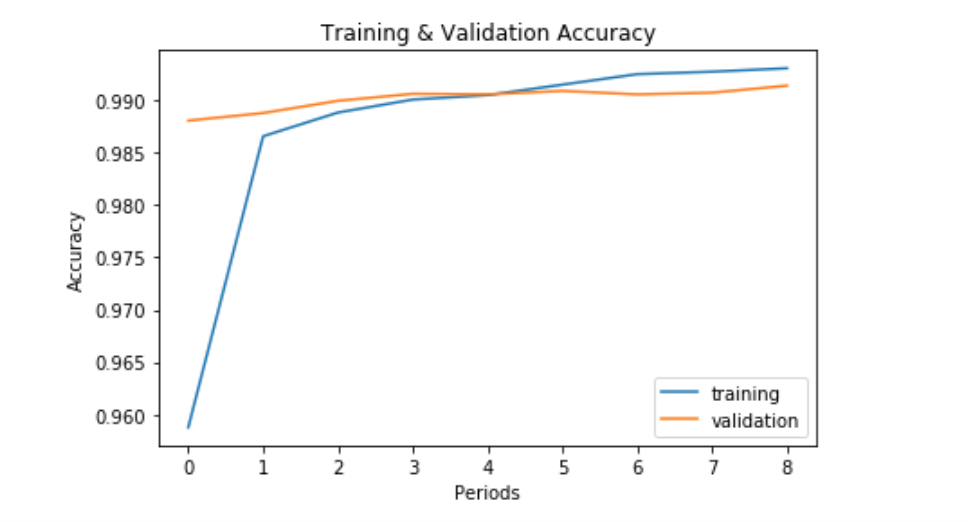 Training & Validation Accuracy
0.990
0.985
0.980
0.975
0.970
0.965
0.960
Accuracy
training
validation
0 1 2 3 4 5 6 7 8
Periods